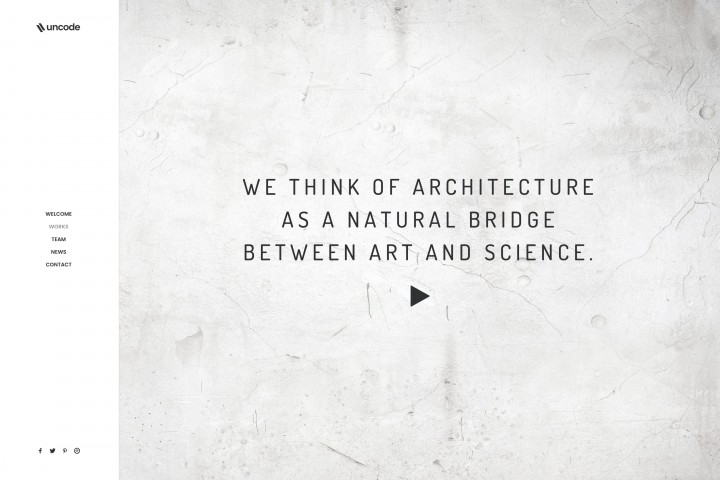 uncode
WELCOME
WORKS
TEAM
NEWS
CONTACT
WE THINK OF ARCHITECTURE
AS A NATURAL BRIDGE
BETWEEN ART AND SCIENCE.